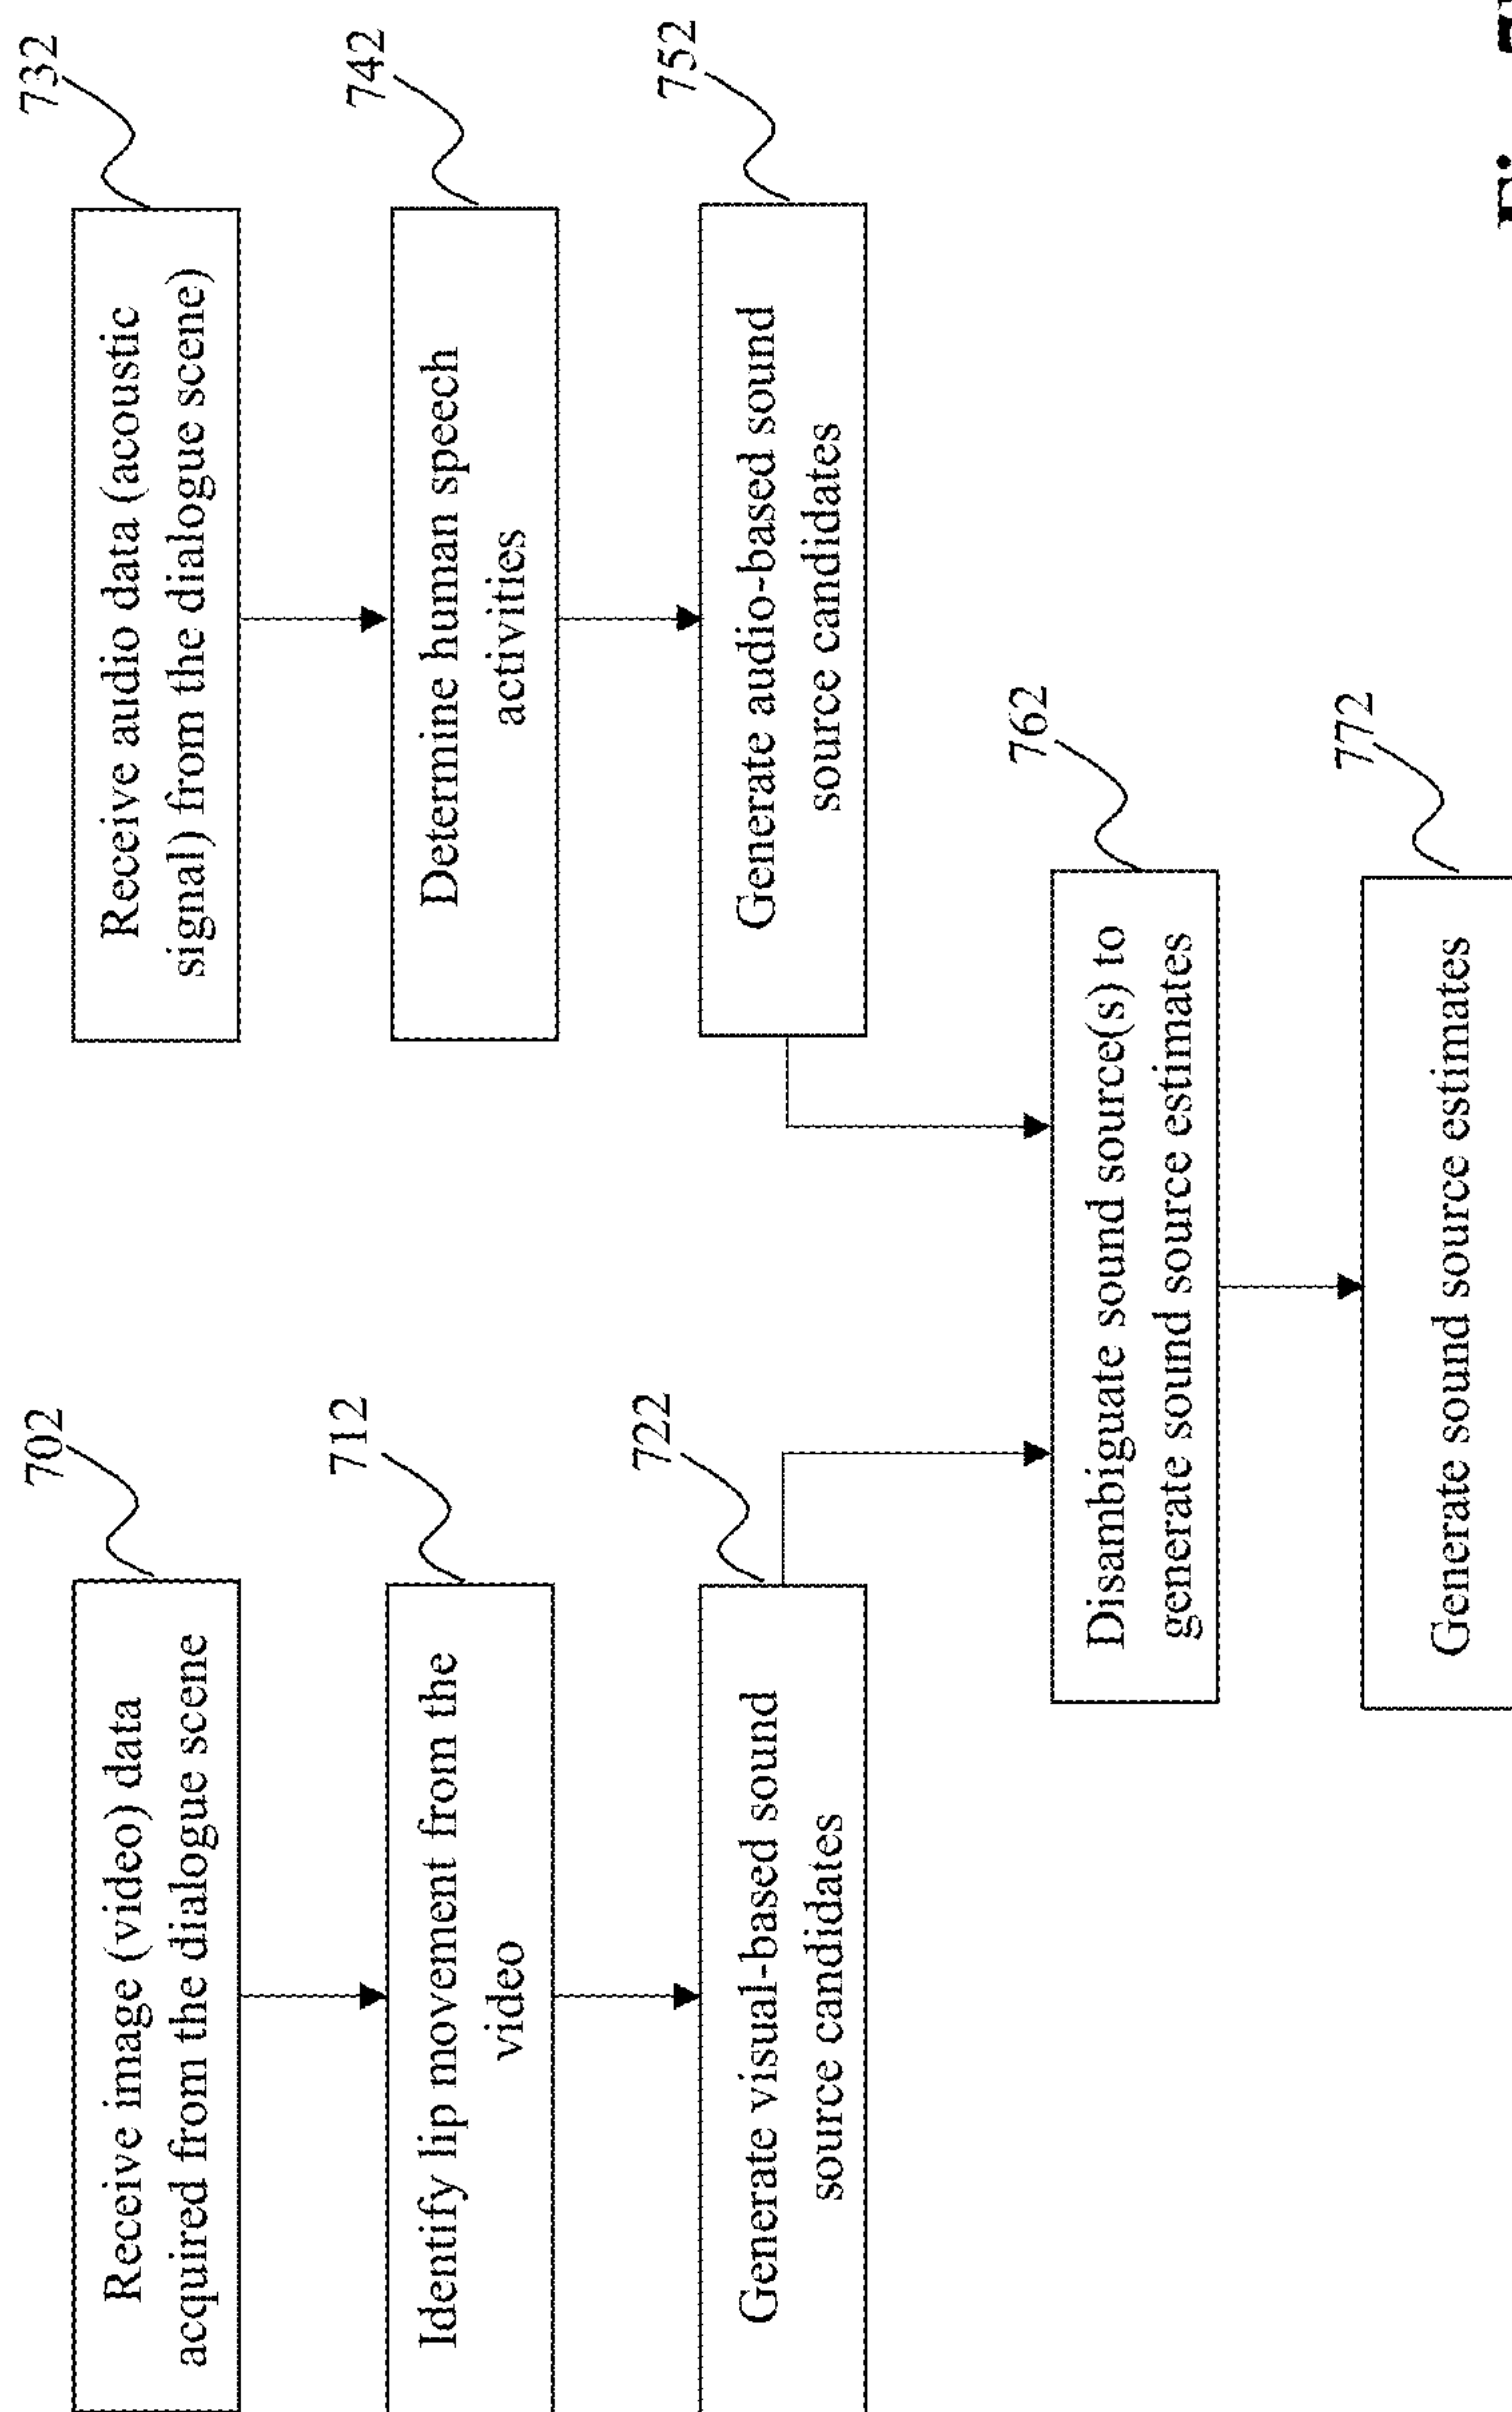 702
Receive image (video) data
acquired from the dialogue scene
712
Identify lip movement from the
video
722
Generate visual-based sound
source candidates
732
Receive audio data (acoustic
signal) from the dialogue scene)
742
Determine human speech
activities
752
Generate audio-based sound
source candidates
762
Disambiguate sound source(s) to
generate sound source estimates
772
Generate sound source estimates